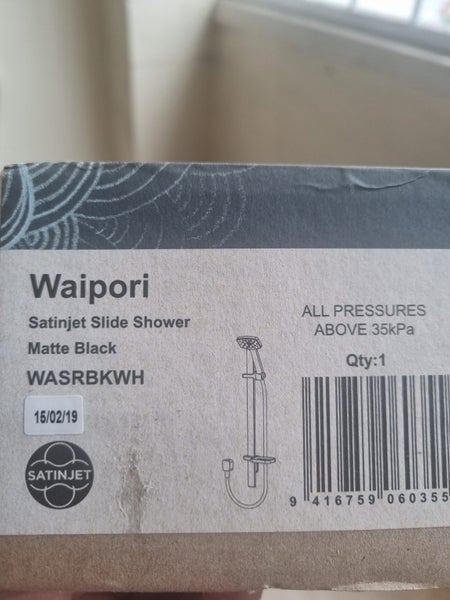 Waipori
Satinjet Slide Shower
Matte Black
WASRBKWH
15/02/19
SATINJET
ALL PRESSURES
ABOVE 35kPa
Qty:1
9 416759 060355